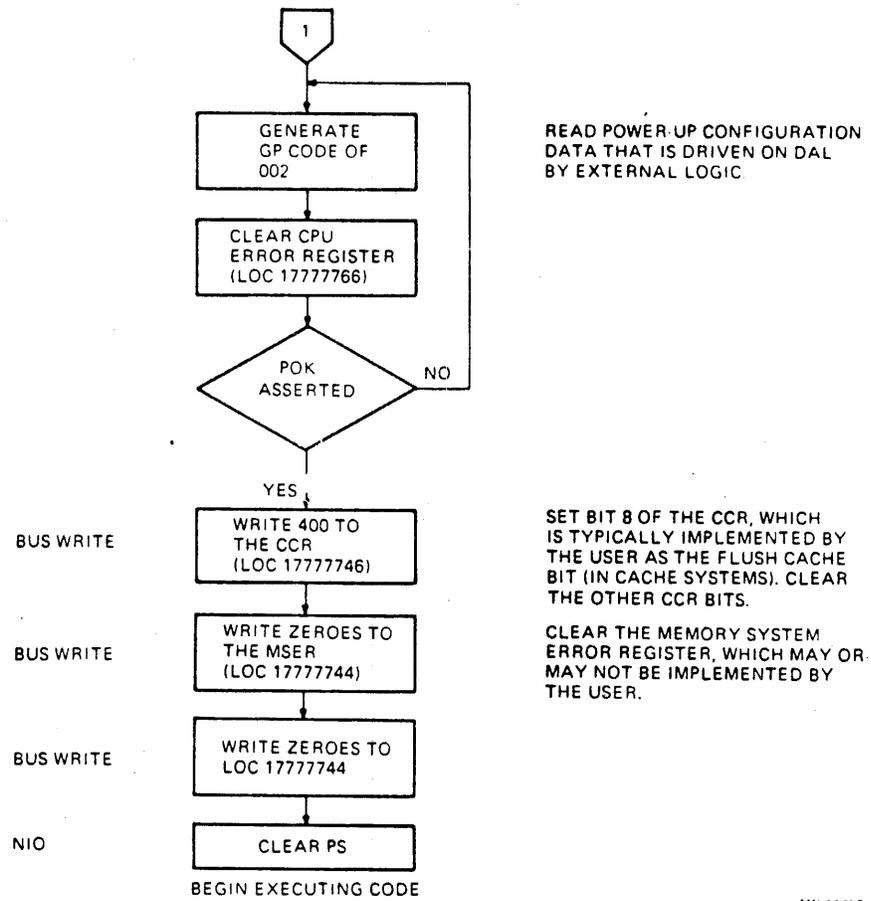 1
GENERATE
GP CODE OF
002
READ POWER-UP CONFIGURATION
DATA THAT IS DRIVEN ON DAL
BY EXTERNAL LOGIC.
CLEAR CPU
ERROR REGISTER
(LOC 17777766)
POK
ASSERTED
NO
YES
BUS WRITE
WRITE 400 TO
THE CCR
(LOC 17777746)
SET BIT 8 OF THE CCR, WHICH
IS TYPICALLY IMPLEMENTED BY
THE USER AS THE FLUSH CACHE
BIT (IN CACHE SYSTEMS). CLEAR
THE OTHER CCR BITS.
BUS WRITE
WRITE ZEROES TO
THE MSER
(LOC 17777744)
CLEAR THE MEMORY SYSTEM
ERROR REGISTER, WHICH MAY OR
MAY NOT BE IMPLEMENTED BY
THE USER.
BUS WRITE
WRITE ZEROES TO
LOC 17777744
NIO
CLEAR PS
BEGIN EXECUTING CODE